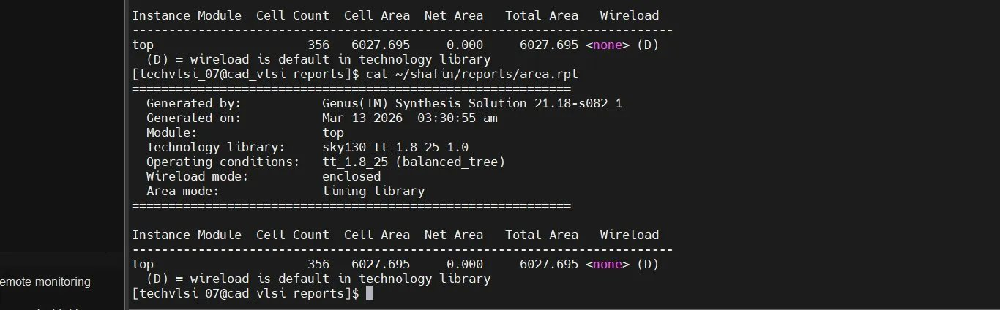 Instance Module  Cell Count  Cell Area  Net Area   Total Area   Wireload
--------------------------------------------------------------------------
top                     356   6027.695     0.000     6027.695 <none> (D)
  (D) = wireload is default in technology library
[techvlsi_07@cad_vlsi reports]$ cat ~/shafin/reports/area.rpt
============================================================
  Generated by:           Genus(TM) Synthesis Solution 21.18-s082_1
  Generated on:           Mar 13 2026  03:30:55 am
  Module:                 top
  Technology library:     sky130_tt_1.8_25 1.0
  Operating conditions:   tt_1.8_25 (balanced_tree)
  Wireload mode:          enclosed
  Area mode:              timing library
============================================================
Instance Module  Cell Count  Cell Area  Net Area   Total Area   Wireload
--------------------------------------------------------------------------
top                     356   6027.695     0.000     6027.695 <none> (D)
  (D) = wireload is default in technology library
[techvlsi_07@cad_vlsi reports]$
emote monitoring